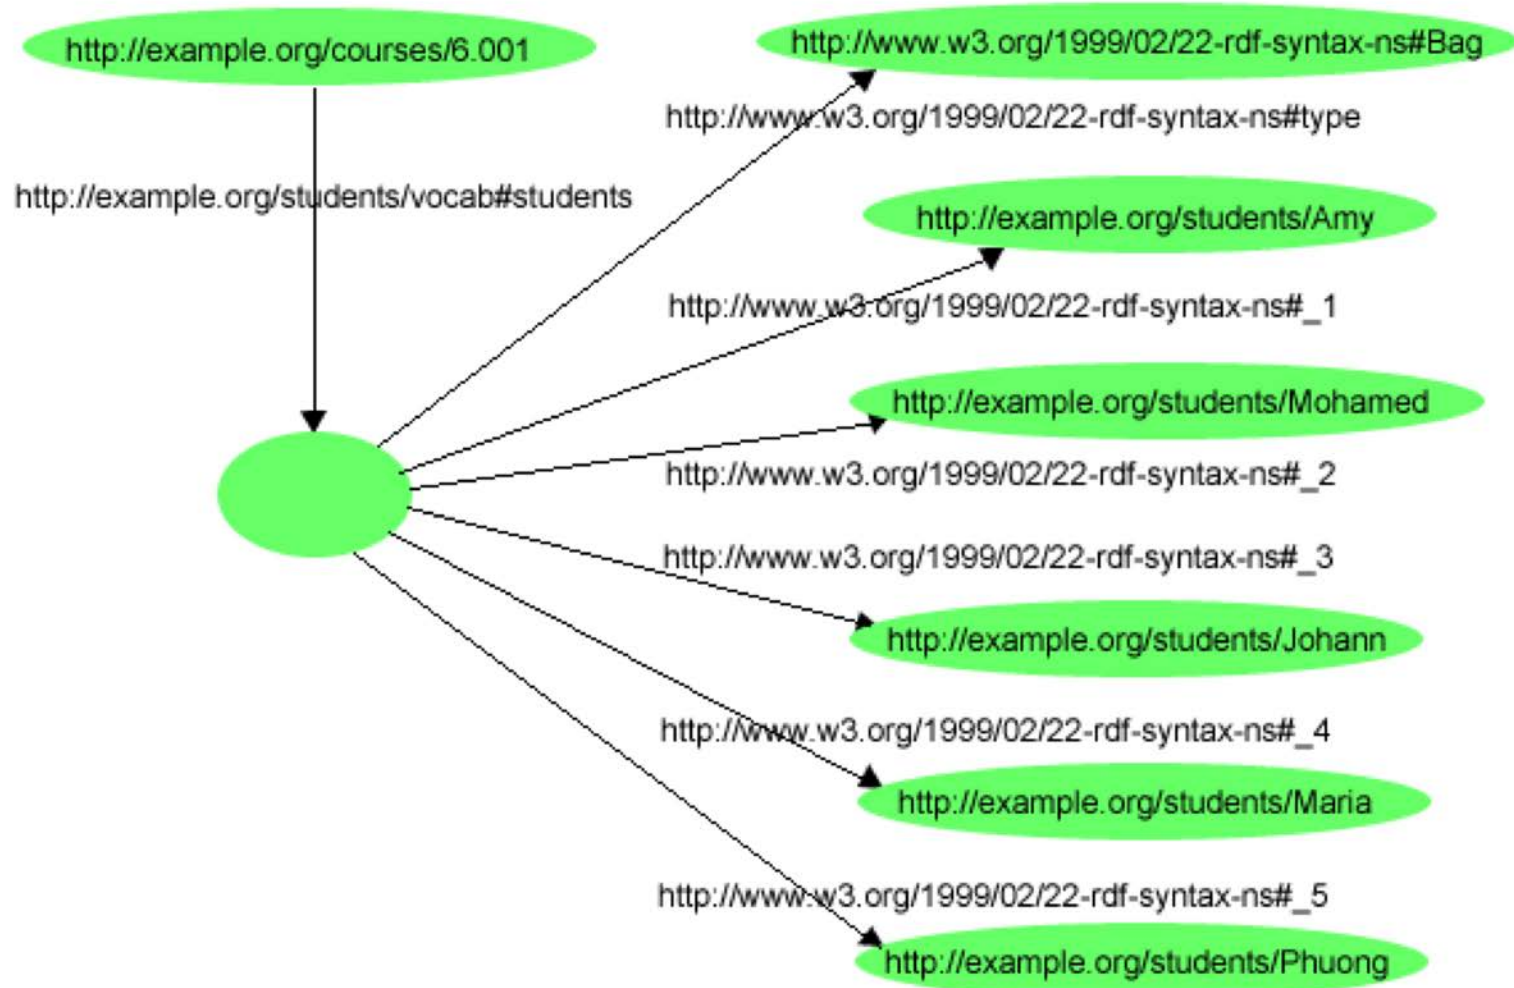 http://example.org/courses/6.001
http://www.w3.org/1999/02/22-rdf-syntax-ns#Bag
http://www.w3.org/1999/02/22-rdf-syntax-ns#type
http://example.org/students/vocab#students
http://example.org/students/Amy
http://www.w3.org/1999/02/22-rdf-syntax-ns#_1
http://example.org/students/Mohamed
http://www.w3.org/1999/02/22-rdf-syntax-ns#_2
http://www.w3.org/1999/02/22-rdf-syntax-ns#_3
http://example.org/students/Johann
http://www.w3.org/1999/02/22-rdf-syntax-ns#_4
http://example.org/students/Maria
http://www.w3.org/1999/02/22-rdf-syntax-ns#_5
http://example.org/students/Phuong